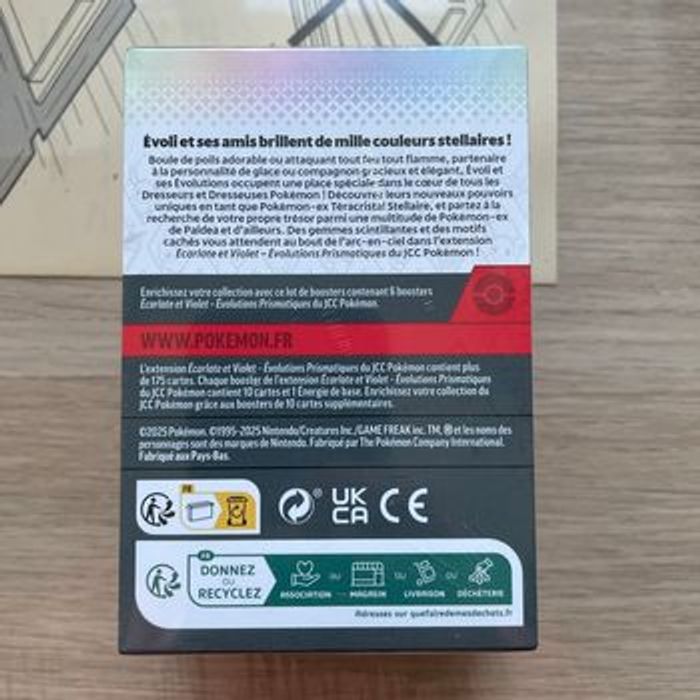 Évoli et ses amis brillent de mille couleurs stellaires !
Boule de poils adorable ou attaquant tout feu tout flamme, partenaire
à la personnalité de glace ou compagnon gracieux et élégant, Évoli et
ses Évolutions occupent une place spéciale dans le cœur de tous les
Dresseurs et Dresseuses Pokémon ! Découvrez leurs nouveaux pouvoirs
uniques en tant que Pokémon-ex Téracristal Stellaire, et partez à la
recherche de votre propre trésor parmi une multitude de Pokémon-ex
de Paldea et d'ailleurs. Des gemmes scintillantes et des motifs
cachés vous attendent au bout de l'arc-en-ciel dans l'extension
Écarlate et Violet – Évolutions Prismatiques du JCC Pokémon !
Enrichissez votre collection avec ce lot de boosters contenant 6 boosters
Écarlate et Violet – Évolutions Prismatiques du JCC Pokémon.
WWW.POKEMON.FR
L'extension Écarlate et Violet – Évolutions Prismatiques du JCC Pokémon contient plus
de 175 cartes. Chaque booster de l'extension Écarlate et Violet – Évolutions Prismatiques
du JCC Pokémon contient 10 cartes et 1 Énergie de base. Enrichissez votre collection du
JCC Pokémon grâce aux boosters de 10 cartes supplémentaires.
©2025 Pokémon. ©1995-2025 Nintendo/Creatures Inc./GAME FREAK inc. TM, ® et les noms des
personnages sont des marques de Nintendo. Fabriqué par The Pokémon Company International.
Fabriqué aux Pays-Bas.
FR
UK
CA CE
FR
DONNEZ
OU
RECYCLEZ
ASSOCIATION OU MAGASIN OU LIVRAISON OU DÉCHÈTERIE
Adresses sur quefairedemesdechets.fr